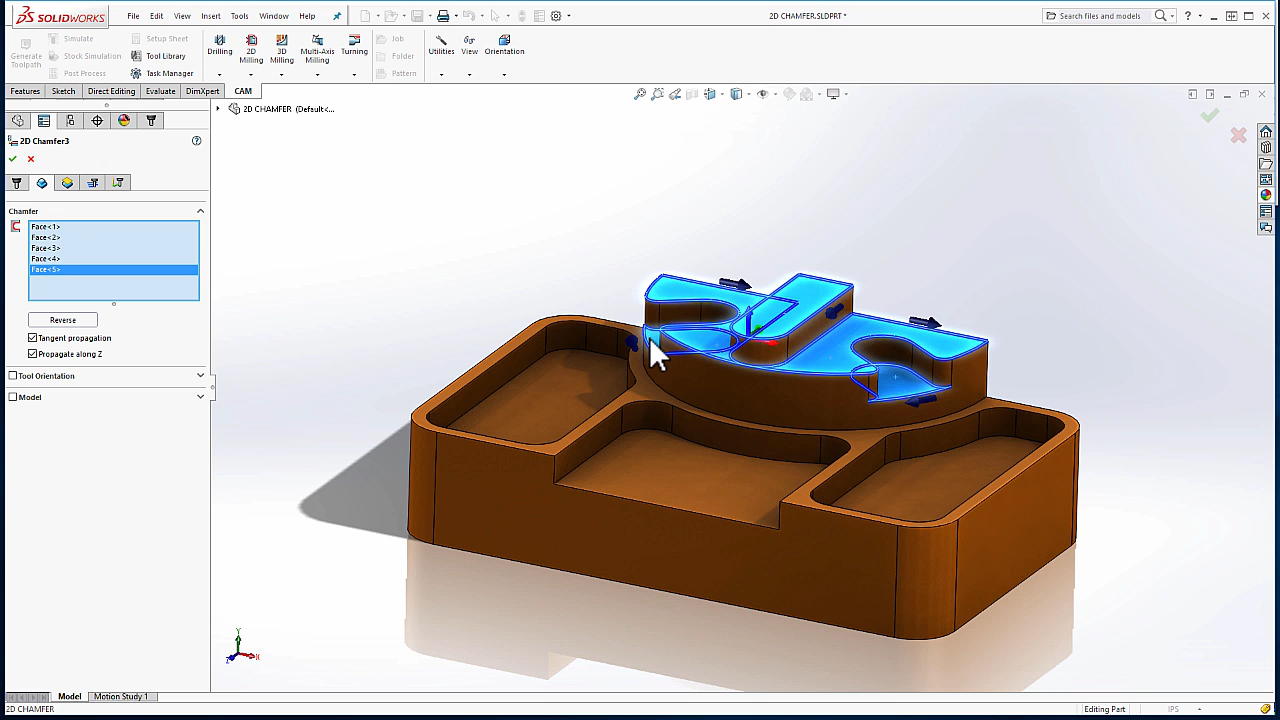 SOLIDWORKS File Edit View Insert Tools Window Help 2D CHAMFER.SLDPRT * Search files and models
Generate Toolpath
Simulate Setup Sheet
Stock Simulation Tool Library
Post Process Task Manager
Drilling
2D Milling
3D Milling
Multi-Axis Milling
Turning
Job
Folder
Pattern
Utilities View Orientation
Features Sketch Direct Editing Evaluate DimXpert CAM
2D CHAMFER (Default<...
2D Chamfer3
Chamfer
Face<1>
Face<2>
Face<3>
Face<4>
Face<5>
Reverse
Tangent propagation
Propagate along Z
Tool Orientation
Model
Y
Z X
Model Motion Study 1
2D CHAMFER Editing Part IPS